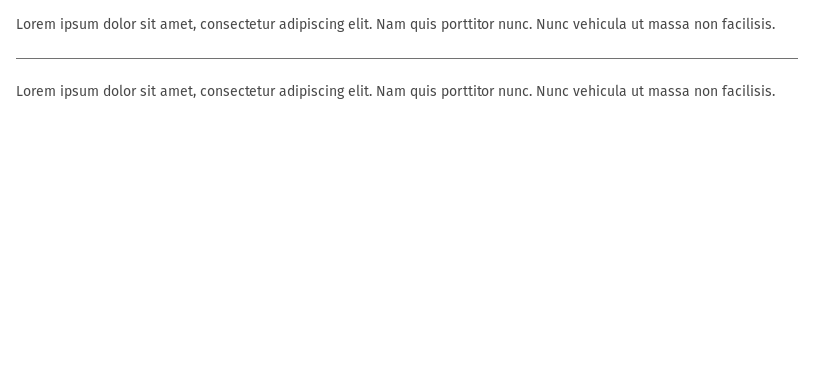 Lorem ipsum dolor sit amet, consectetur adipiscing elit. Nam quis porttitor nunc. Nunc vehicula ut massa non facilisis.
Lorem ipsum dolor sit amet, consectetur adipiscing elit. Nam quis porttitor nunc. Nunc vehicula ut massa non facilisis.